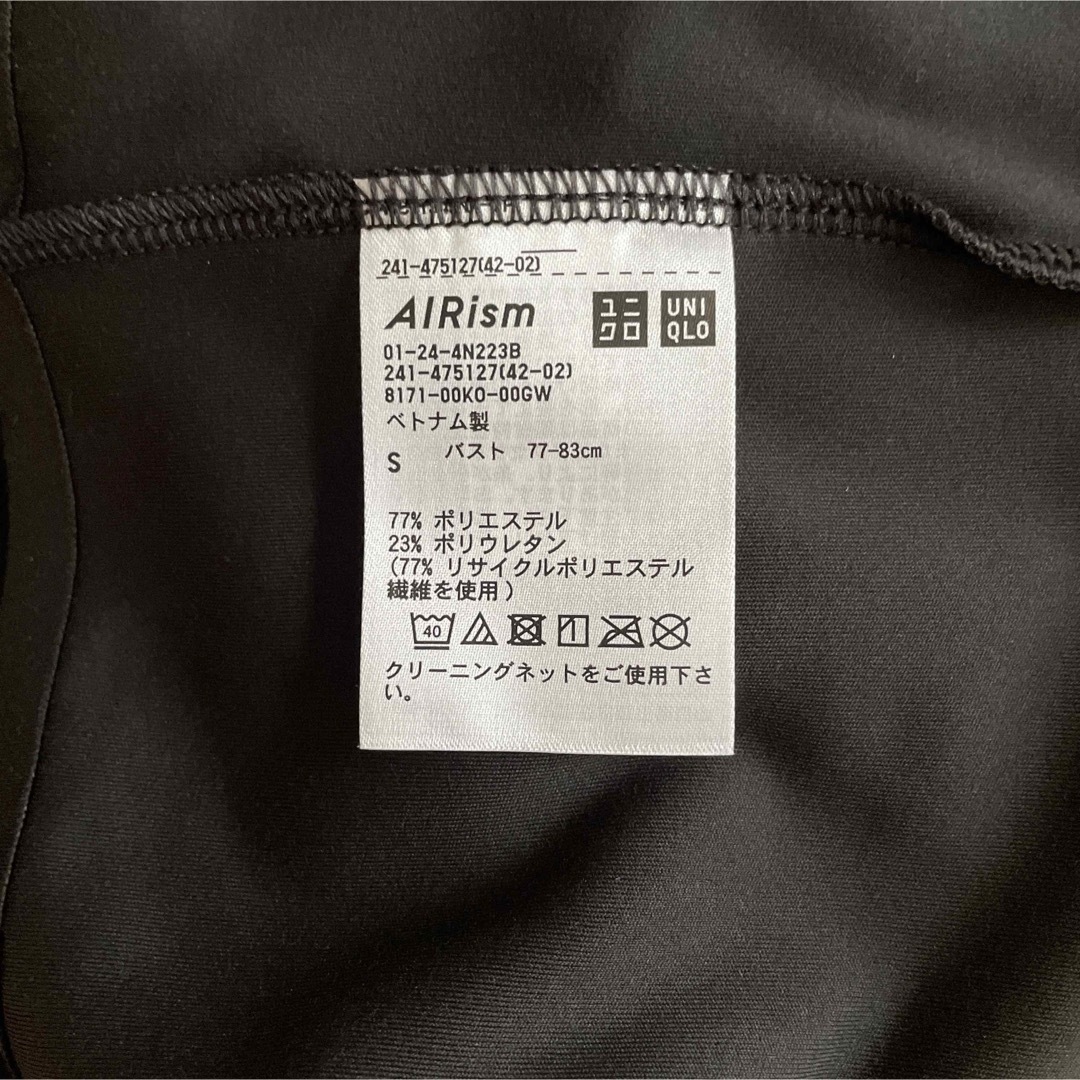 241-475127(42-02)
AIRism
ユニクロ
UNIQLO
01-24-4N223B
241-475127(42-02)
8171-00K0-00GW
ベトナム製
S バスト 77-83cm
77% ポリエステル
23% ポリウレタン
(77% リサイクルポリエステル
繊維を使用)
40
1
クリーニングネットをご使用下さ
い。